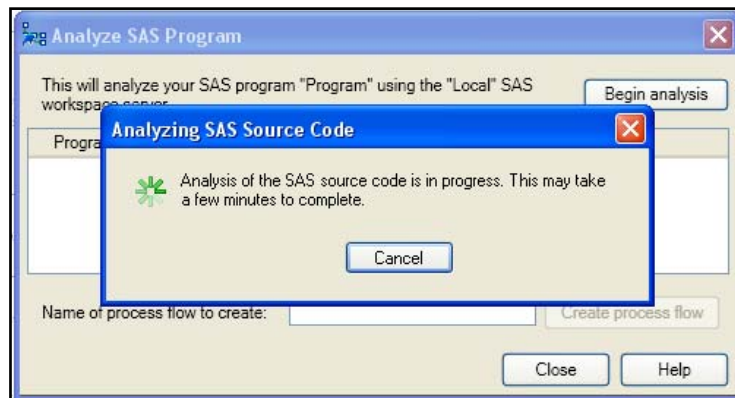 Analyze SAS Program
This will analyze your SAS program "Program" using the "Local" SAS
workspace server.
Begin analysis
Progra
Analyzing SAS Source Code
Analysis of the SAS source code is in progress. This may take
a few minutes to complete.
Cancel
Name of process flow to create:
Create process flow
Close
Help